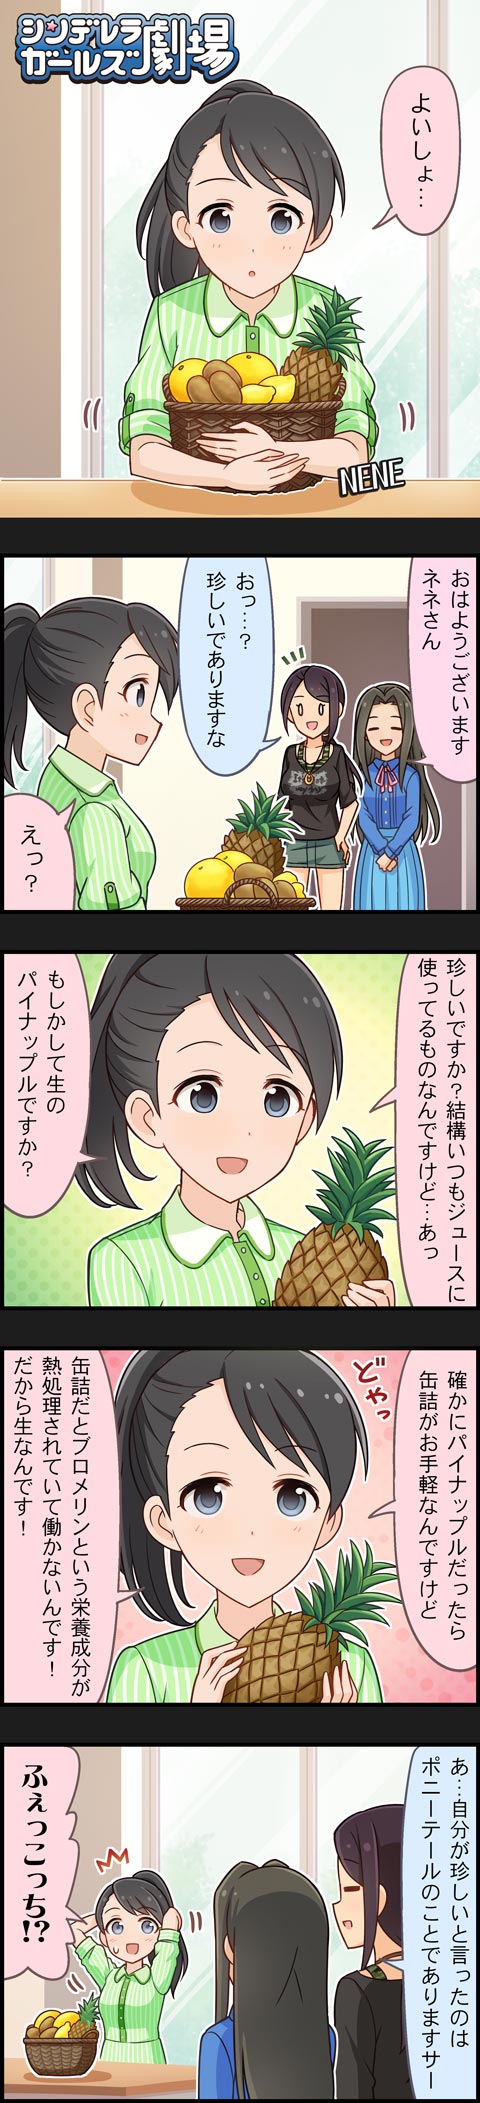 シンデレラ
ガールズ劇場
よいしょ…
NENE
おはようございます
ネネさん
おっ…？
珍しいでありますな
えっ？
珍しいですか？結構いつもジュースに
使ってるものなんですけど…あっ
もしかして生の
パイナップルですか？
確かにパイナップルだったら
缶詰がお手軽なんですけど
どやっ
缶詰だとブロメリンという栄養成分が
熱処理されていて働かないんです！
だから生なんです！
あ…自分が珍しいと言ったのは
ポニーテールのことでありますサー
ふぇっこっち!?